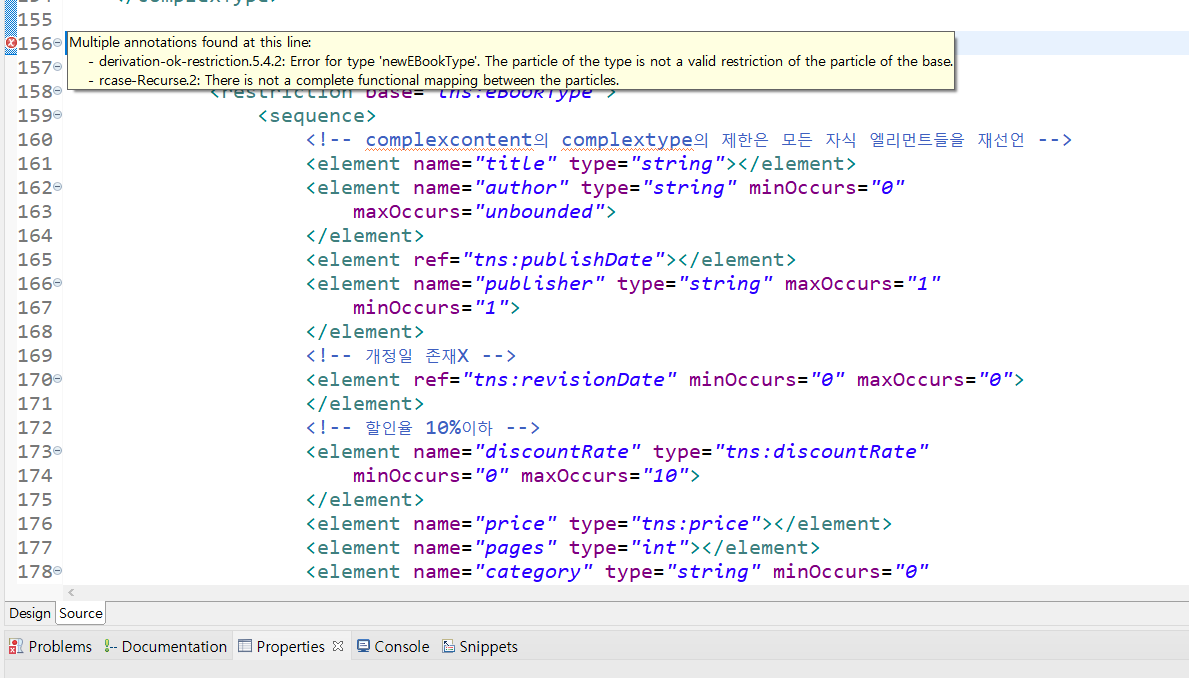 </complexType>
155
156
Multiple annotations found at this line:
- derivation-ok-restriction.5.4.2: Error for type 'newEBookType'. The particle of the type is not a valid restriction of the particle of the base.
- rcase-Recurse.2: There is not a complete functional mapping between the particles.
157
158 <restriction base="tns:eBookType">
159 <sequence>
160 <!-- complexcontent의 complextype의 제한은 모든 자식 엘리먼트들을 재선언 -->
161 <element name="title" type="string"></element>
162 <element name="author" type="string" minOccurs="0"
163 maxOccurs="unbounded">
164 </element>
165 <element ref="tns:publishDate"></element>
166 <element name="publisher" type="string" maxOccurs="1"
167 minOccurs="1">
168 </element>
169 <!-- 개정일 존재X -->
170 <element ref="tns:revisionDate" minOccurs="0" maxOccurs="0">
171 </element>
172 <!-- 할인율 10%이하 -->
173 <element name="discountRate" type="tns:discountRate"
174 minOccurs="0" maxOccurs="10">
175 </element>
176 <element name="price" type="tns:price"></element>
177 <element name="pages" type="int"></element>
178 <element name="category" type="string" minOccurs="0"
Design Source
Problems Documentation Properties Console Snippets